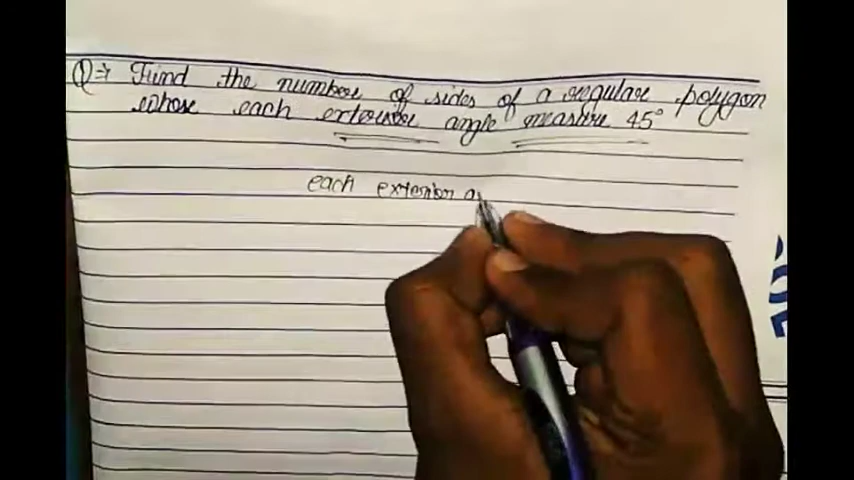 Q⇒ Find the number of sides of a regular polygon
whose each exterior angle measure 45°
each exterior a